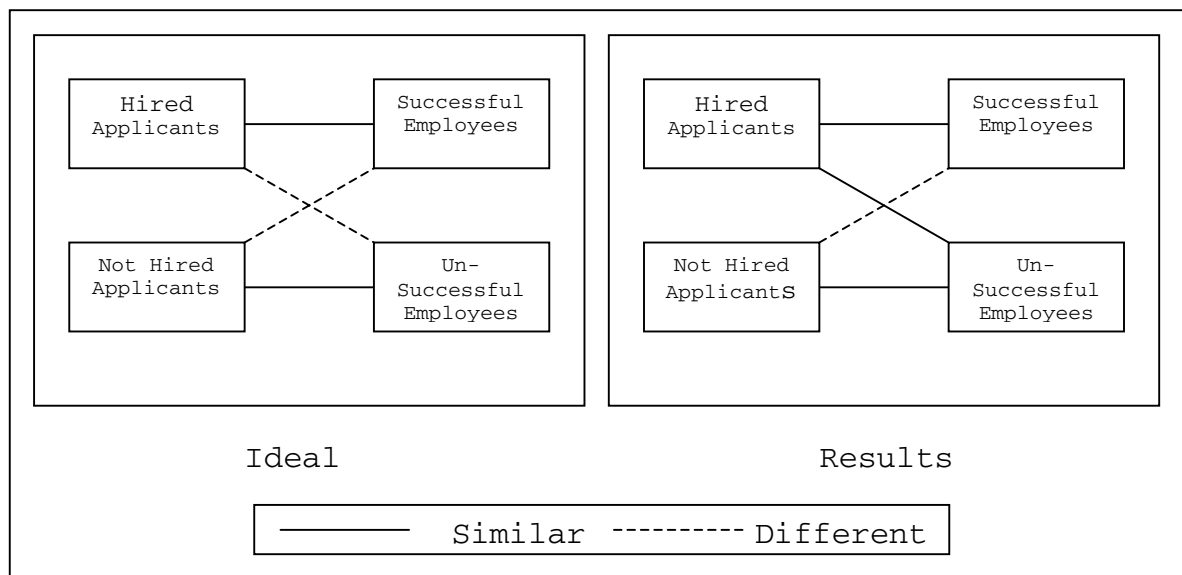 Hired
Applicants
Successful
Employees
Not Hired
Applicants
Un-
Successful
Employees
Ideal
Hired
Applicants
Successful
Employees
Not Hired
Applicants
Un-
Successful
Employees
Results
Similar
Different